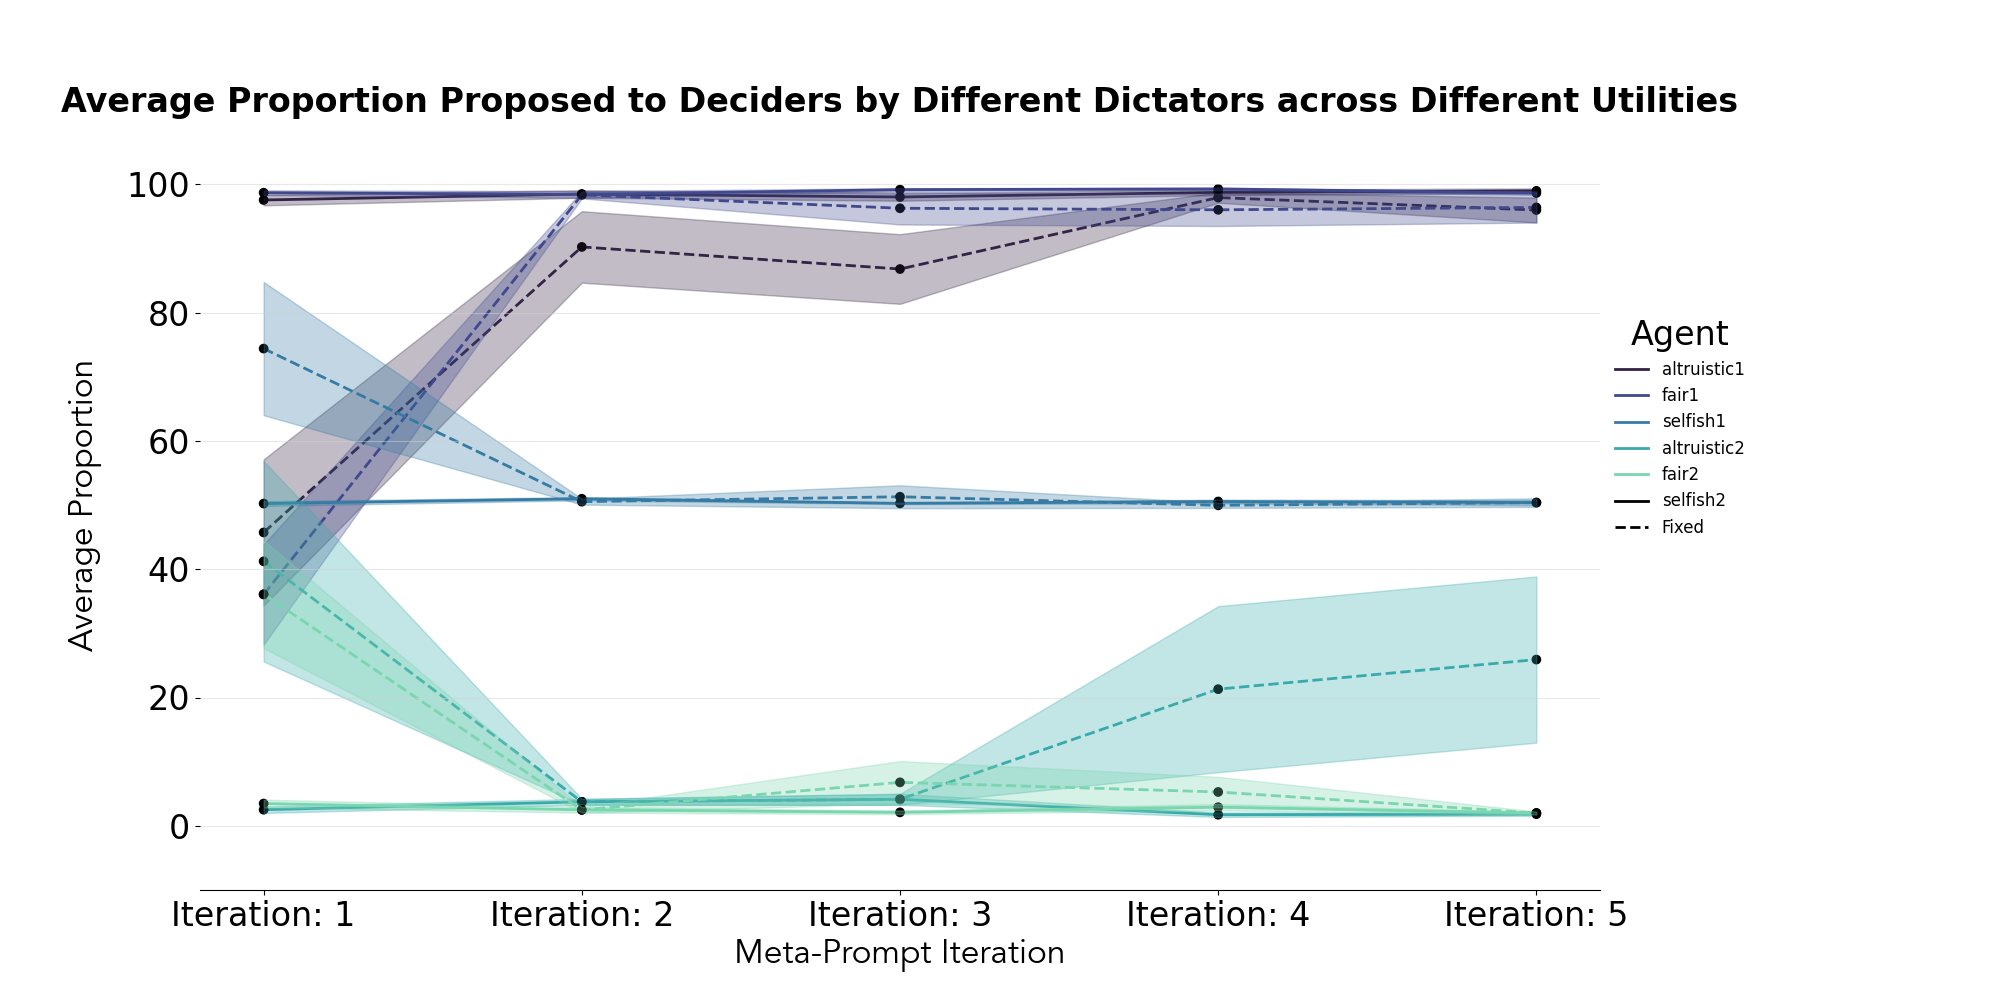 Average Proportion Proposed to Deciders by Different Dictators across Different Utilities
100
80
60
40
20
0
Average Proportion
Iteration: 1
Iteration: 2
Iteration: 3
Iteration: 4
Iteration: 5
Meta-Prompt Iteration
Agent
altruistic1
fair1
selfish1
altruistic2
fair2
selfish2
Fixed